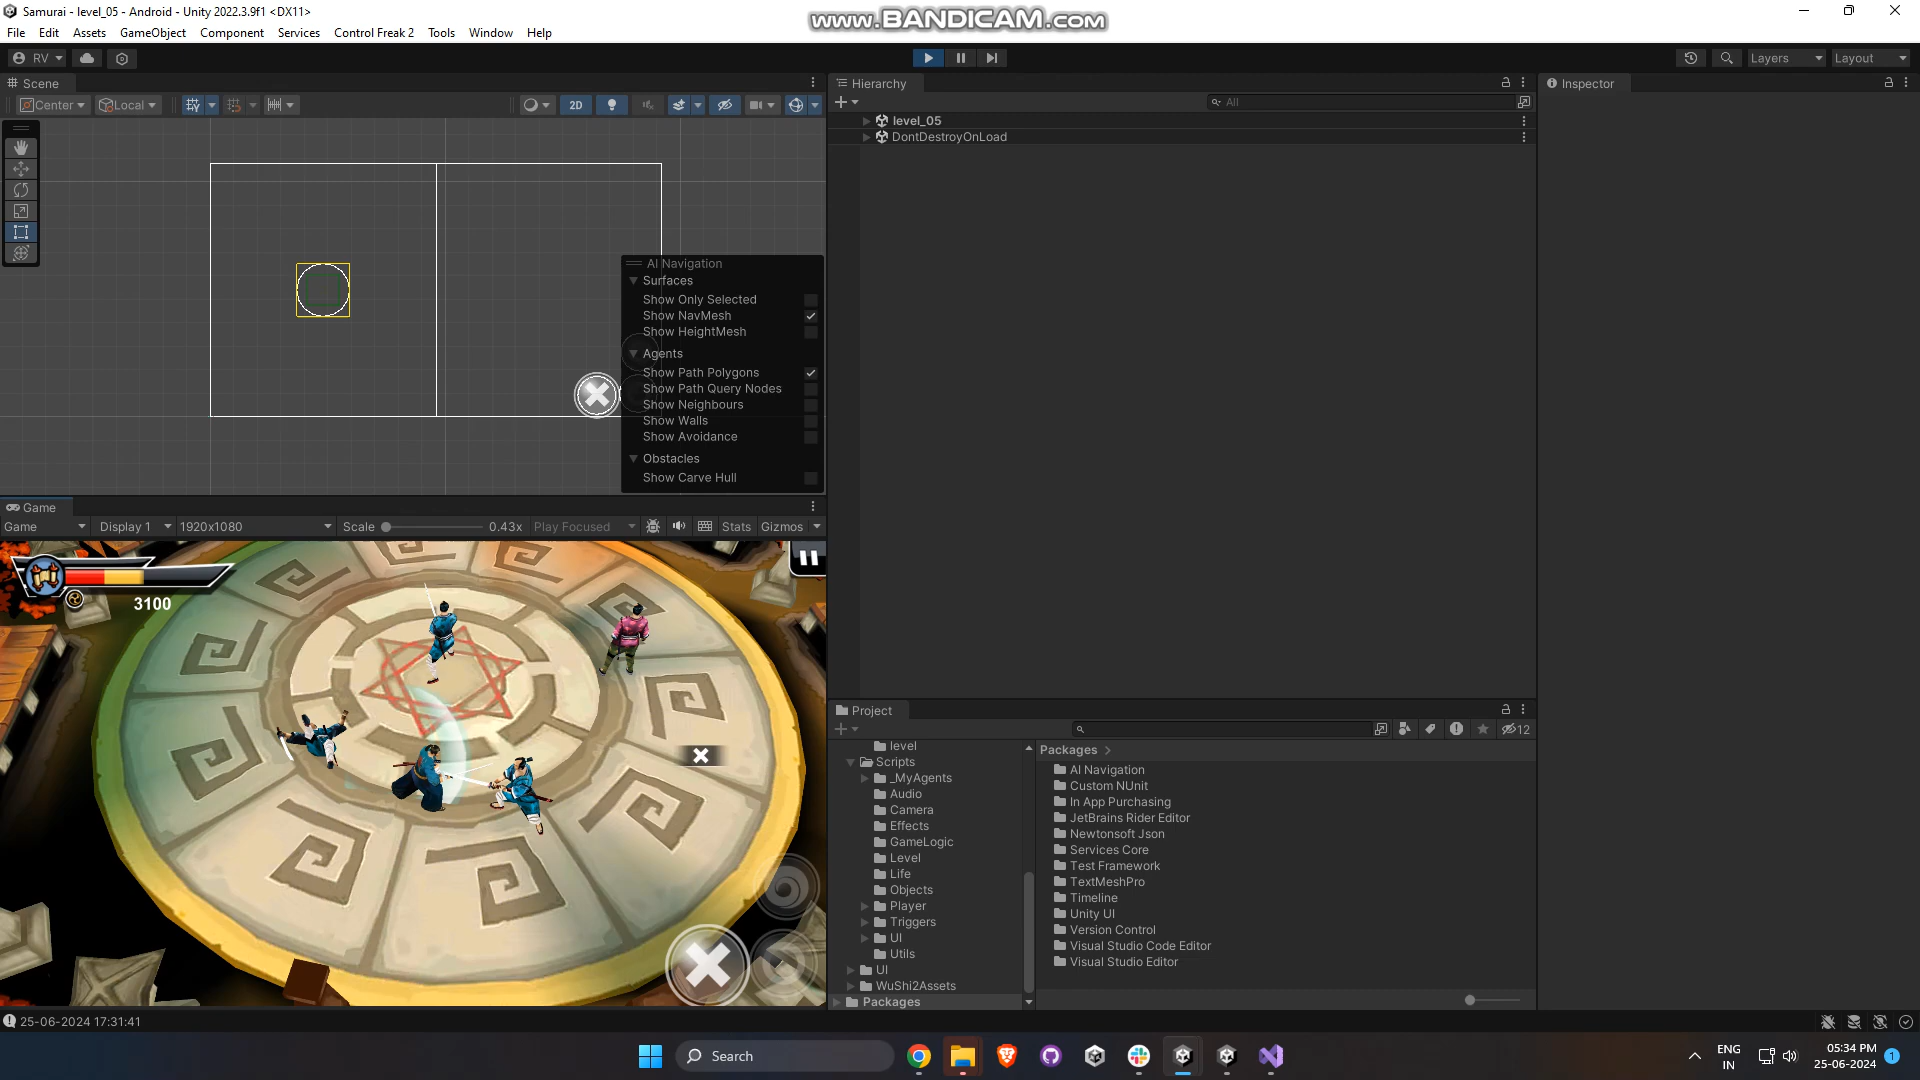 Samurai - level_05 - Android - Unity 2022.3.9f1 <DX11>
www.BANDICAM.com
File Edit Assets GameObject Component Services Control Freak 2 Tools Window Help
RV
Layers
Layout
Scene
Hierarchy
Inspector
Center
Local
2D
All
level_05
DontDestroyOnLoad
AI Navigation
Surfaces
Show Only Selected
Show NavMesh
Show HeightMesh
Agents
Show Path Polygons
Show Path Query Nodes
Show Neighbours
Show Walls
Show Avoidance
Obstacles
Show Carve Hull
Game
Game Display 1 1920x1080 Scale 0.43x Play Focused Stats Gizmos
3100
Project
12
level
Scripts
_MyAgents
Audio
Camera
Effects
GameLogic
Level
Life
Objects
Player
Triggers
UI
Utils
UI
WuShi2Assets
Packages
Packages >
AI Navigation
Custom NUnit
In App Purchasing
JetBrains Rider Editor
Newtonsoft Json
Services Core
Test Framework
TextMeshPro
Timeline
Unity UI
Version Control
Visual Studio Code Editor
Visual Studio Editor
25-06-2024 17:31:41
Search
ENG
IN
05:34 PM
25-06-2024
1